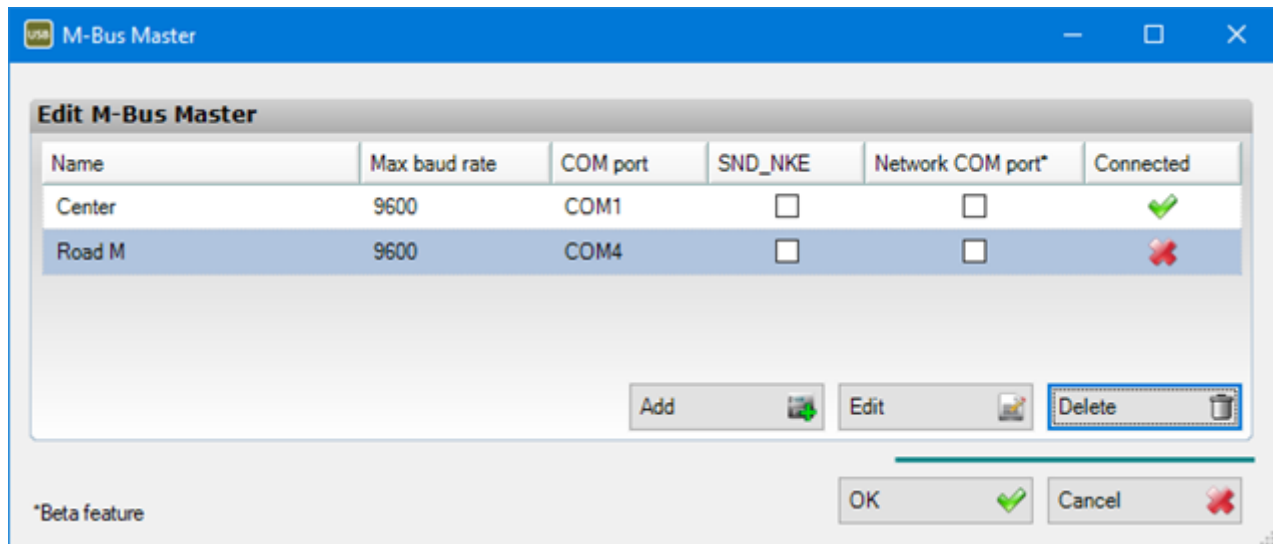 USB M-Bus Master
Edit M-Bus Master
Name Max baud rate COM port SND_NKE Network COM port* Connected
Center 9600 COM1
Road M 9600 COM4
Add Edit Delete
OK Cancel
*Beta feature